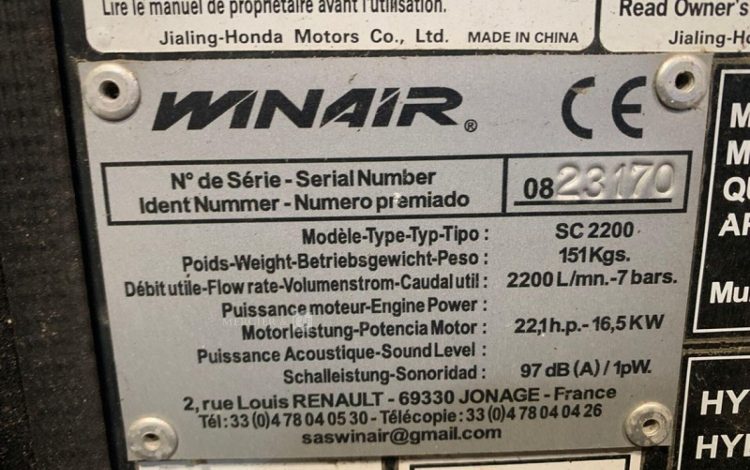 Lire le manuel de propriétaire avant l'utilisation.
Jialing-Honda Motors Co., Ltd. MADE IN CHINA
Read Owner's
Jialing-Ho
WINAIR® CE
N° de Série - Serial Number
Ident Nummer - Numero premiado
0823170
Modèle-Type-Typ-Tipo : SC 2200
Poids-Weight-Betriebsgewicht-Peso : 151Kgs.
Débit utile-Flow rate-Volumenstrom-Caudal util : 2200 L/mn.-7 bars.
Puissance moteur-Engine Power :
Motorleistung-Potencia Motor : 22,1 h.p. - 16,5 KW
Puissance Acoustique-Sound Level :
Schalleistung-Sonoridad : 97 dB (A) / 1pW.
2, rue Louis RENAULT - 69330 JONAGE - France
Tél : 33 (0)4 78 04 05 30 - Télécopie : 33 (0)4 78 04 04 26
saswinair@gmail.com
M
M
QU
Mu
HY